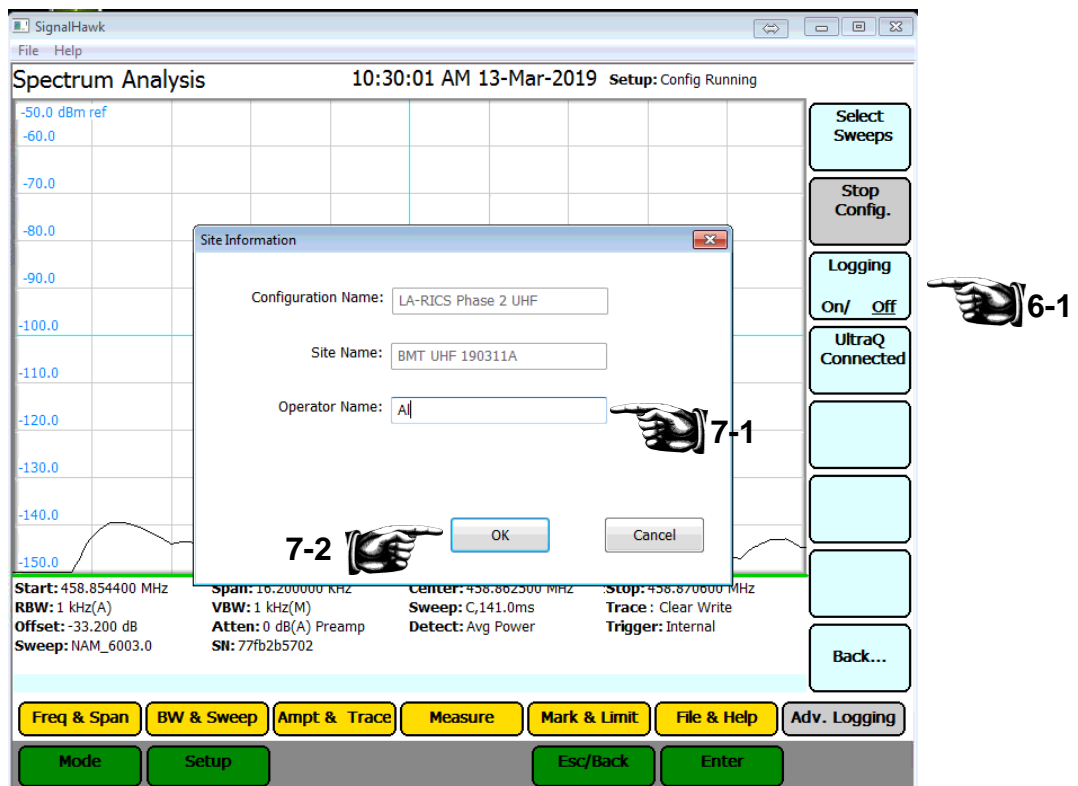 SignalHawk
File Help
Spectrum Analysis 10:30:01 AM 13-Mar-2019 Setup: Config Running
-50.0 dBm ref
-60.0
-70.0
-80.0
-90.0
-100.0
-110.0
-120.0
-130.0
-140.0
-150.0
Site Information
Configuration Name: LA-RICS Phase 2 UHF
Site Name: BMT UHF 190311A
Operator Name: Al
7-1
7-2
OK Cancel
Select
Sweeps
Stop
Config.
Logging
On/ Off
6-1
UltraQ
Connected
Back...
Start: 458.854400 MHz Span: 16.200000 KHz Center: 458.862500 MHz :Stop: 458.870600 MHz
RBW: 1 kHz(A) VBW: 1 kHz(M) Sweep: C,141.0ms Trace : Clear Write
Offset: -33.200 dB Atten: 0 dB(A) Preamp Detect: Avg Power Trigger: Internal
Sweep: NAM_6003.0 SN: 77fb2b5702
Freq & Span BW & Sweep Ampt & Trace Measure Mark & Limit File & Help Adv. Logging
Mode Setup Esc/Back Enter